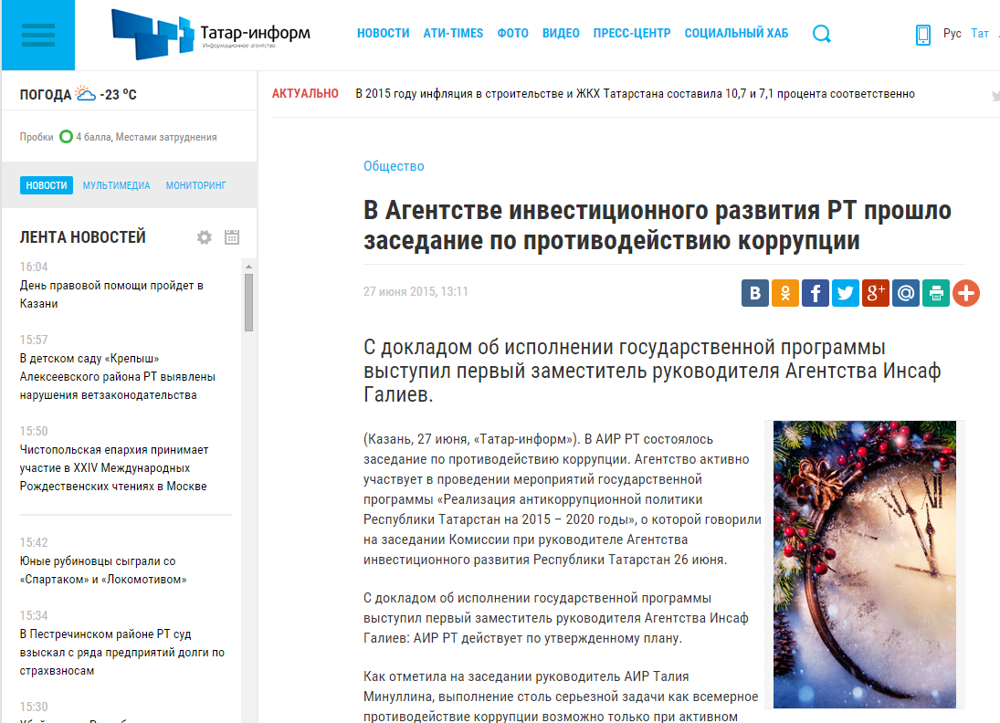 Татар-информ
Информационное агентство
НОВОСТИ АТИ-TIMES ФОТО ВИДЕО ПРЕСС-ЦЕНТР СОЦИАЛЬНЫЙ ХАБ
Рус Тат
ПОГОДА -23 ºC
Пробки 4 балла, Местами затруднения
НОВОСТИ МУЛЬТИМЕДИА МОНИТОРИНГ
ЛЕНТА НОВОСТЕЙ
16:04
День правовой помощи пройдет в
Казани
15:57
В детском саду «Крепыш»
Алексеевского района РТ выявлены
нарушения ветзаконодательства
15:50
Чистопольская епархия принимает
участие в XXIV Международных
Рождественских чтениях в Москве
15:42
Юные рубиновцы сыграли со
«Спартаком» и «Локомотивом»
15:34
В Пестречинском районе РТ суд
взыскал с ряда предприятий долги по
страхвзносам
15:30
АКТУАЛЬНО В 2015 году инфляция в строительстве и ЖКХ Татарстана составила 10,7 и 7,1 процента соответственно
Общество
В Агентстве инвестиционного развития РТ прошло
заседание по противодействию коррупции
27 июня 2015, 13:11
С докладом об исполнении государственной программы
выступил первый заместитель руководителя Агентства Инсаф
Галиев.
(Казань, 27 июня, «Татар-информ»). В АИР РТ состоялось
заседание по противодействию коррупции. Агентство активно
участвует в проведении мероприятий государственной
программы «Реализация антикоррупционной политики
Республики Татарстан на 2015 – 2020 годы», о которой говорили
на заседании Комиссии при руководителе Агентства
инвестиционного развития Республики Татарстан 26 июня.
С докладом об исполнении государственной программы
выступил первый заместитель руководителя Агентства Инсаф
Галиев: АИР РТ действует по утвержденному плану.
Как отметила на заседании руководитель АИР Талия
Минуллина, выполнение столь серьезной задачи как всемерное
противодействие коррупции возможно только при активном